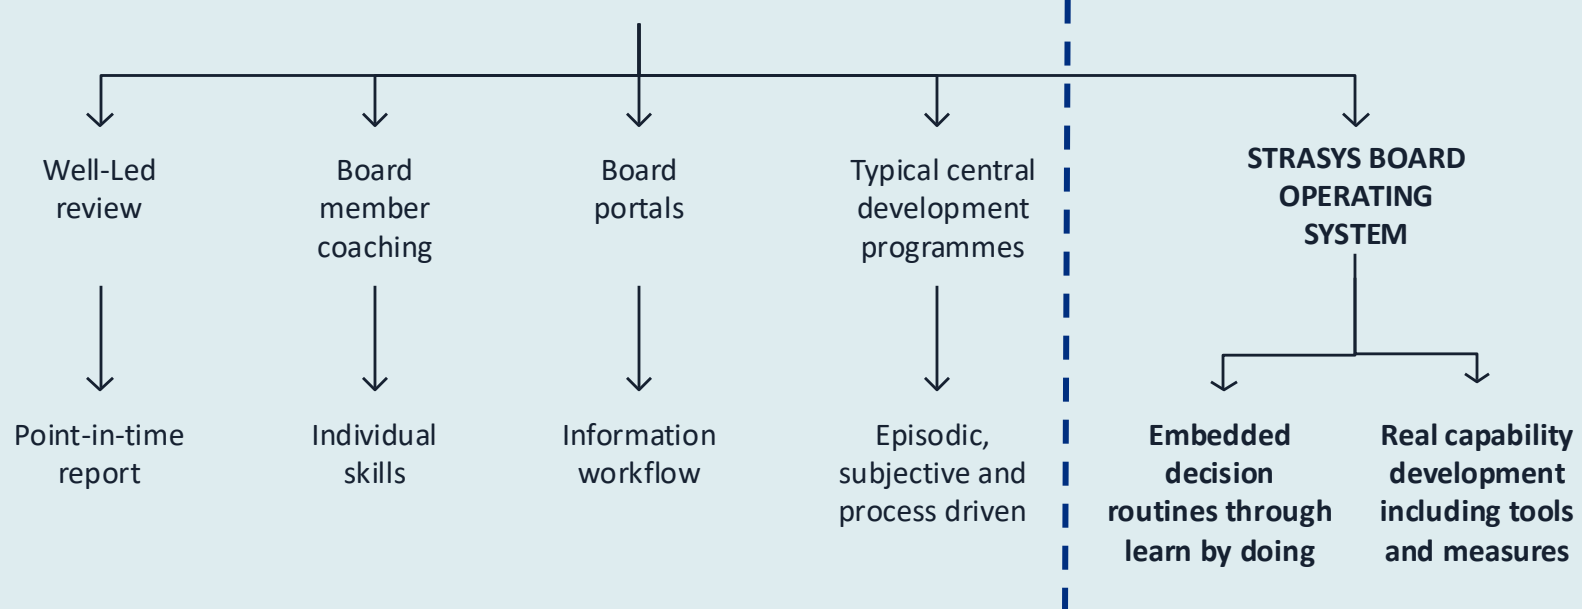 Well-Led
review
Board
member
coaching
Board
portals
Typical central
development
programmes
STRASYS BOARD
OPERATING
SYSTEM
Point-in-time
report
Individual
skills
Information
workflow
Episodic,
subjective and
process driven
Embedded
decision
routines through
learn by doing
Real capability
development
including tools
and measures